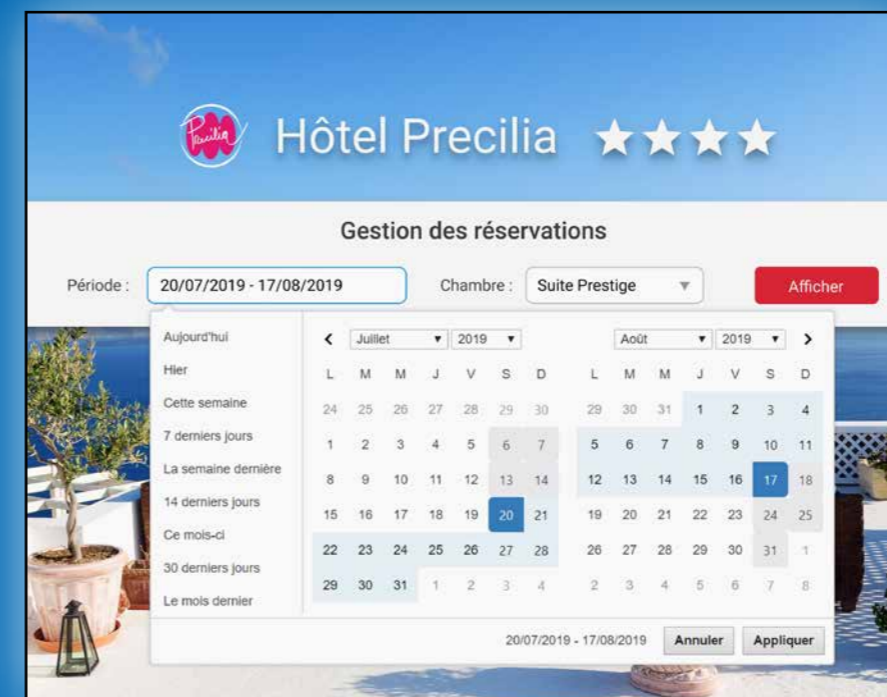 Precilia
Hôtel Precilia
Gestion des réservations
Période : 20/07/2019 - 17/08/2019 Chambre : Suite Prestige Afficher
Aujourd'hui
Hier
Cette semaine
7 derniers jours
La semaine dernière
14 derniers jours
Ce mois-ci
30 derniers jours
Le mois dernier
Juillet 2019
L M M J V S D
24 25 26 27 28 29 30
1 2 3 4 5 6 7
8 9 10 11 12 13 14
15 16 17 18 19 20 21
22 23 24 25 26 27 28
29 30 31 1 2 3 4
Août 2019
L M M J V S D
29 30 31 1 2 3 4
5 6 7 8 9 10 11
12 13 14 15 16 17 18
19 20 21 22 23 24 25
26 27 28 29 30 31 1
2 3 4 5 6 7 8
20/07/2019 - 17/08/2019 Annuler Appliquer